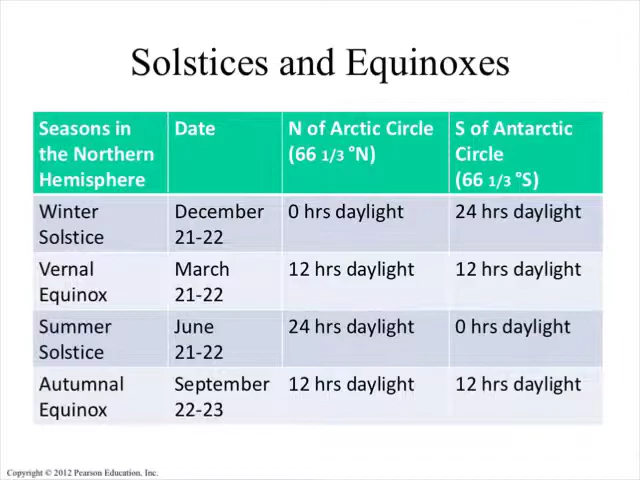 Solstices and Equinoxes
Seasons in the Northern Hemisphere | Date | N of Arctic Circle (66 1/3 °N) | S of Antarctic Circle (66 1/3 °S)
Winter Solstice | December 21-22 | 0 hrs daylight | 24 hrs daylight
Vernal Equinox | March 21-22 | 12 hrs daylight | 12 hrs daylight
Summer Solstice | June 21-22 | 24 hrs daylight | 0 hrs daylight
Autumnal Equinox | September 22-23 | 12 hrs daylight | 12 hrs daylight
Copyright © 2012 Pearson Education, Inc.